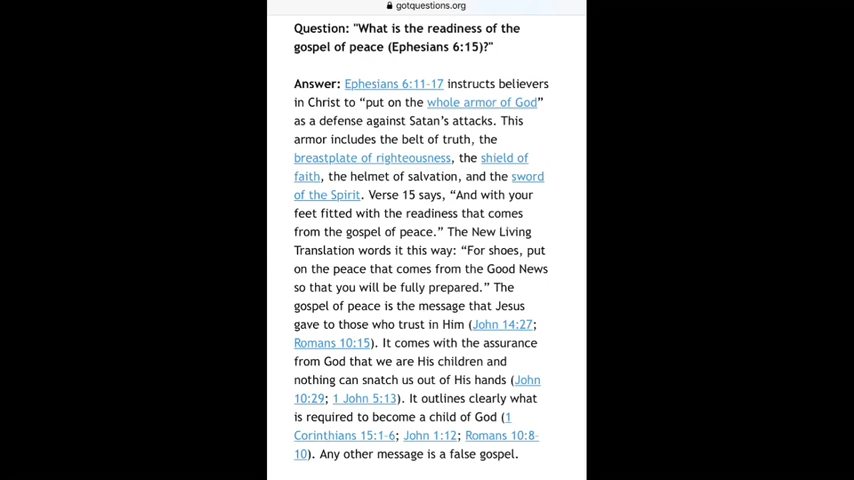 gotquestions.org
Question: "What is the readiness of the
gospel of peace (Ephesians 6:15)?"
Answer: Ephesians 6:11-17 instructs believers
in Christ to “put on the whole armor of God”
as a defense against Satan’s attacks. This
armor includes the belt of truth, the
breastplate of righteousness, the shield of
faith, the helmet of salvation, and the sword
of the Spirit. Verse 15 says, “And with your
feet fitted with the readiness that comes
from the gospel of peace.” The New Living
Translation words it this way: “For shoes, put
on the peace that comes from the Good News
so that you will be fully prepared.” The
gospel of peace is the message that Jesus
gave to those who trust in Him (John 14:27;
Romans 10:15). It comes with the assurance
from God that we are His children and
nothing can snatch us out of His hands (John
10:29; 1 John 5:13). It outlines clearly what
is required to become a child of God (1
Corinthians 15:1-6; John 1:12; Romans 10:8-
10). Any other message is a false gospel.